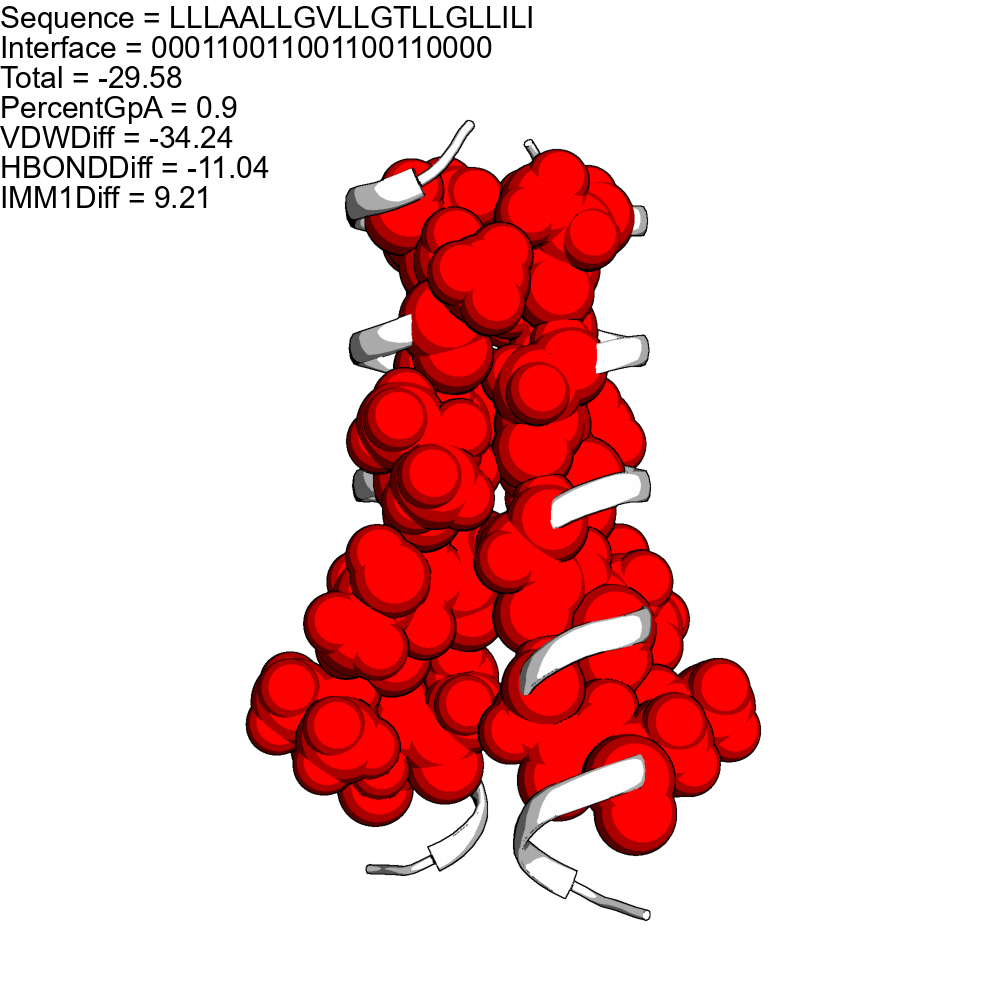 Sequence = LLLAALLGVLLGTLLGLLILI
Interface = 000110011001100110000
Total = -29.58
PercentGpA = 0.9
VDWDiff = -34.24
HBONDDiff = -11.04
IMM1Diff = 9.21